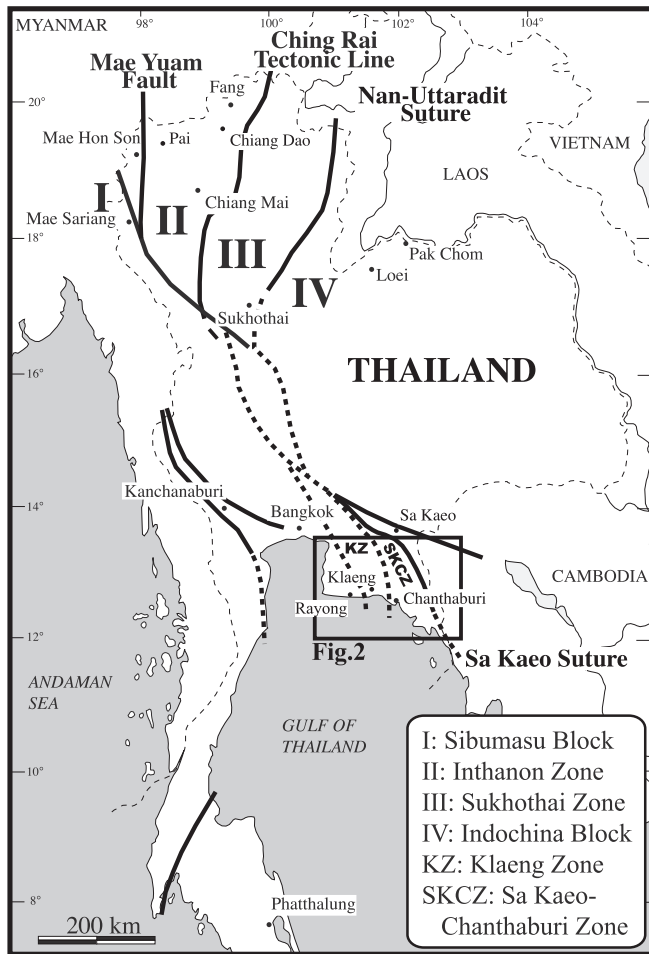 MYANMAR
98°
100°
102°
104°
Mae Yuam
Fault
Ching Rai
Tectonic Line
Nan-Uttaradit
Suture
20°
Fang
Mae Hon Son
Pai
Chiang Dao
VIETNAM
LAOS
I
II
Chiang Mai
Mae Sariang
18°
III
Pak Chom
Loei
IV
Sukhothai
THAILAND
16°
Kanchanaburi
14°
Bangkok
Sa Kaeo
KZ
SKCZ
Klaeng
Chanthaburi
CAMBODIA
Rayong
12°
Fig.2
Sa Kaeo Suture
ANDAMAN
SEA
GULF OF
THAILAND
10°
I: Sibumasu Block
II: Inthanon Zone
III: Sukhothai Zone
IV: Indochina Block
KZ: Klaeng Zone
SKCZ: Sa Kaeo-
Chanthaburi Zone
8°
Phatthalung
200 km